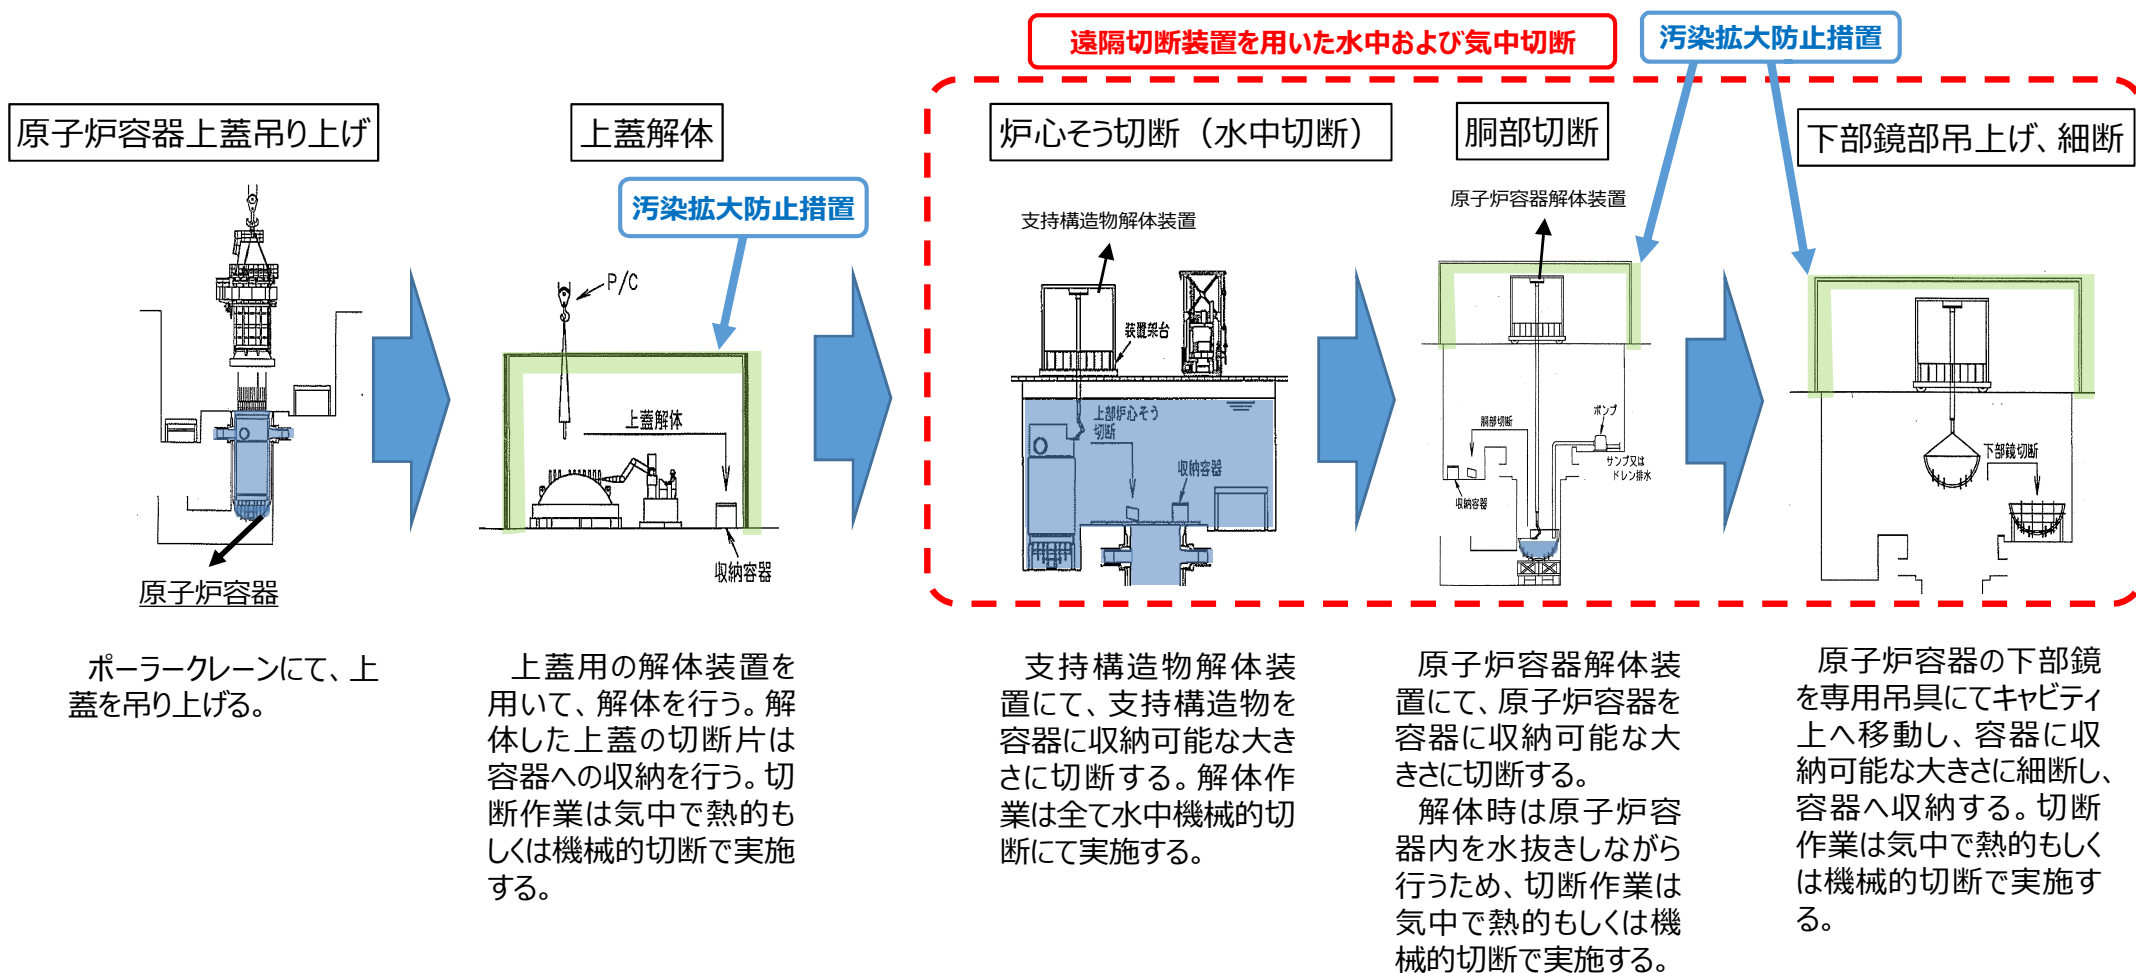 遠隔切断装置を用いた水中および気中切断
汚染拡大防止措置
原子炉容器上蓋吊り上げ
原子炉容器
ポーラークレーンにて、上
蓋を吊り上げる。
上蓋解体
汚染拡大防止措置
P/C
上蓋解体
収納容器
上蓋用の解体装置を
用いて、解体を行う。解
体した上蓋の切断片は
容器への収納を行う。切
断作業は気中で熱的も
しくは機械的切断で実施
する。
炉心そう切断（水中切断）
支持構造物解体装置
装置架台
上部炉心そう
切断
収納容器
支持構造物解体装
置にて、支持構造物を
容器に収納可能な大き
さに切断する。解体作
業は全て水中機械的切
断にて実施する。
胴部切断
原子炉容器解体装置
胴部切断
ポンプ
サンプ又は
ドレン排水
収納容器
原子炉容器解体装
置にて、原子炉容器を
容器に収納可能な大
きさに切断する。
解体時は原子炉容
器内を水抜きしながら
行うため、切断作業は
気中で熱的もしくは機
械的切断で実施する。
下部鏡部吊上げ、細断
下部鏡切断
原子炉容器の下部鏡
を専用吊具にてキャビティ
上へ移動し、容器に収
納可能な大きさに細断し、
容器へ収納する。切断
作業は気中で熱的もしく
は機械的切断で実施す
る。